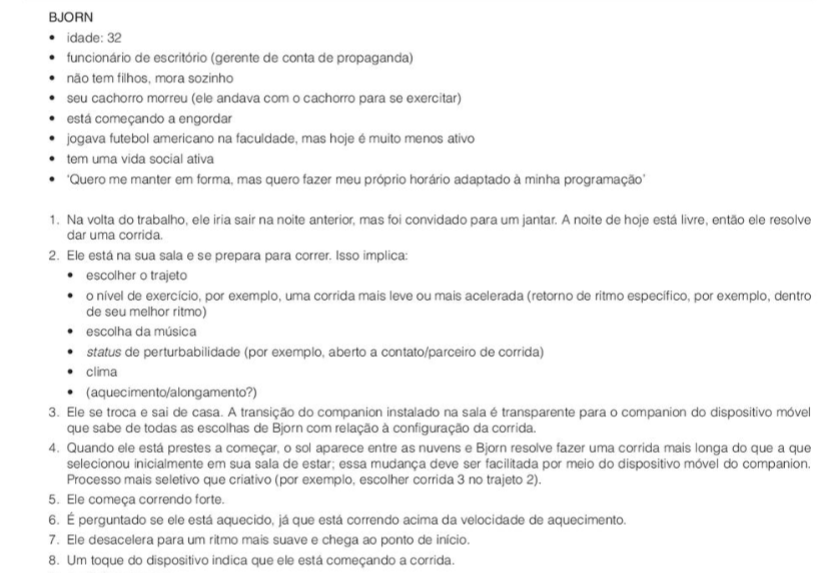 BJORN
• idade: 32
• funcionário de escritório (gerente de conta de propaganda)
• não tem filhos, mora sozinho
• seu cachorro morreu (ele andava com o cachorro para se exercitar)
• está começando a engordar
• jogava futebol americano na faculdade, mas hoje é muito menos ativo
• tem uma vida social ativa
• 'Quero me manter em forma, mas quero fazer meu próprio horário adaptado à minha programação'
1. Na volta do trabalho, ele iria sair na noite anterior, mas foi convidado para um jantar. A noite de hoje está livre, então ele resolve
dar uma corrida.
2. Ele está na sua sala e se prepara para correr. Isso implica:
• escolher o trajeto
• o nível de exercício, por exemplo, uma corrida mais leve ou mais acelerada (retorno de ritmo específico, por exemplo, dentro
de seu melhor ritmo)
• escolha da música
• status de perturbabilidade (por exemplo, aberto a contato/parceiro de corrida)
• clima
• (aquecimento/alongamento?)
3. Ele se troca e sai de casa. A transição do companion instalado na sala é transparente para o companion do dispositivo móvel
que sabe de todas as escolhas de Bjorn com relação à configuração da corrida.
4. Quando ele está prestes a começar, o sol aparece entre as nuvens e Bjorn resolve fazer uma corrida mais longa do que a que
selecionou inicialmente em sua sala de estar; essa mudança deve ser facilitada por meio do dispositivo móvel do companion.
Processo mais seletivo que criativo (por exemplo, escolher corrida 3 no trajeto 2).
5. Ele começa correndo forte.
6. É perguntado se ele está aquecido, já que está correndo acima da velocidade de aquecimento.
7. Ele desacelera para um ritmo mais suave e chega ao ponto de início.
8. Um toque do dispositivo indica que ele está começando a corrida.